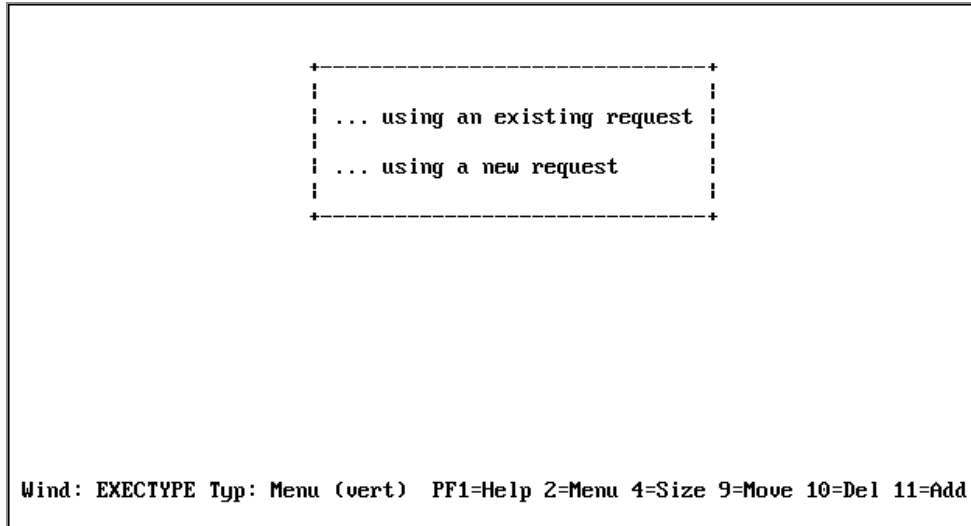 ... using an existing request
... using a new request
Wind: EXECTYPE Typ: Menu (vert) PF1=Help 2=Menu 4=Size 9=Move 10=Del 11=Add